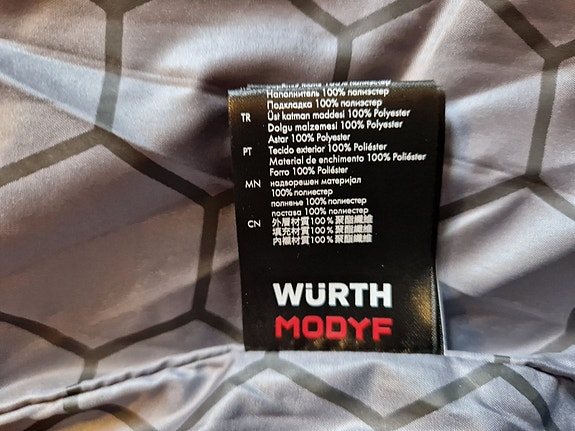 Наполнитель 100% полиэстер
Подкладка 100% полиэстер
TR Üst katman maddesi 100% Polyester
Dolgu malzemesi 100% Polyester
Astar 100% Polyester
PT Tecido exterior 100% Poliéster
Material de enchimento 100% Poliéster
Forro 100% Poliéster
MN надворешен материјал
100% полиестер
полнење 100% полиестер
постава 100% полиестер
CN 外層材質100% 聚酯纖維
填充材質100% 聚酯纖維
內襯材質100% 聚酯纖維
WÜRTH
MODYF